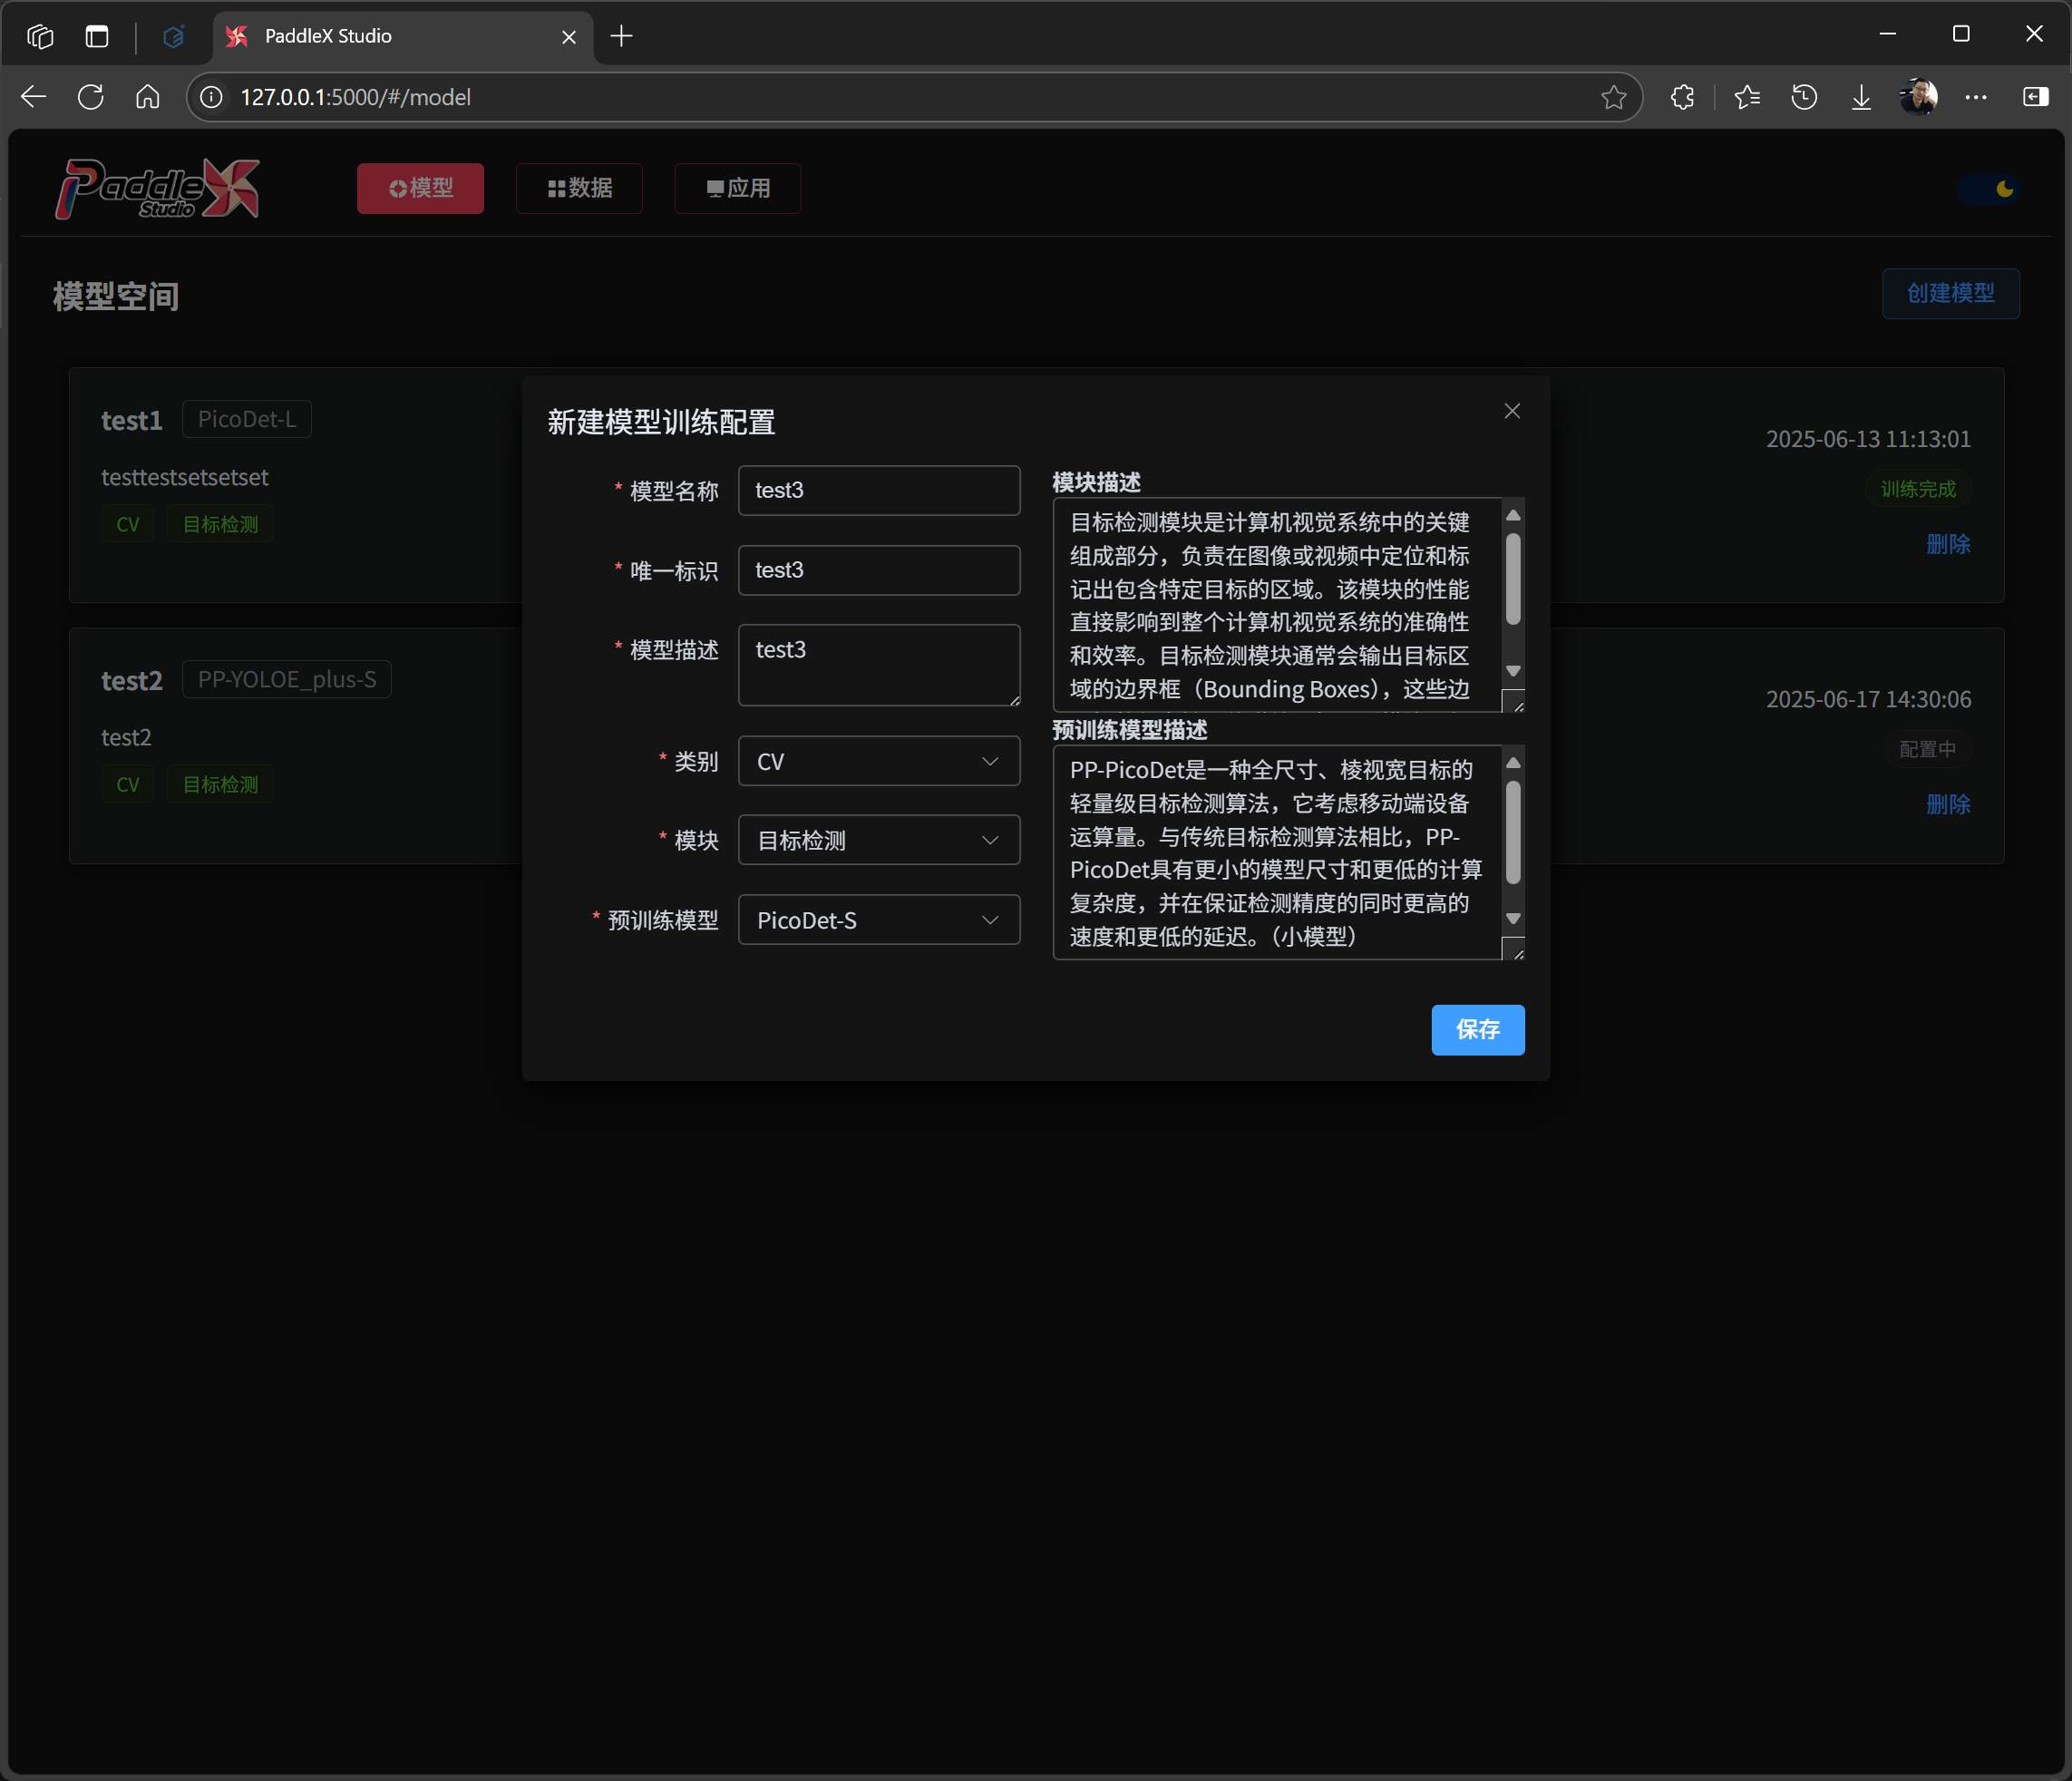 PaddleX Studio
127.0.0.1:5000/#/model
PaddleX
Studio
模型
数据
应用
模型空间
创建模型
test1
PicoDet-L
testtestsetsetset
CV
目标检测
2025-06-13 11:13:01
训练完成
删除
test2
PP-YOLOE_plus-S
test2
CV
目标检测
2025-06-17 14:30:06
配置中
删除
新建模型训练配置
* 模型名称
test3
* 唯一标识
test3
* 模型描述
test3
* 类别
CV
* 模块
目标检测
* 预训练模型
PicoDet-S
模块描述
目标检测模块是计算机视觉系统中的关键
组成部分，负责在图像或视频中定位和标
记出包含特定目标的区域。该模块的性能
直接影响到整个计算机视觉系统的准确性
和效率。目标检测模块通常会输出目标区
域的边界框（Bounding Boxes），这些边
预训练模型描述
PP-PicoDet是一种全尺寸、棱视宽目标的
轻量级目标检测算法，它考虑移动端设备
运算量。与传统目标检测算法相比，PP-
PicoDet具有更小的模型尺寸和更低的计算
复杂度，并在保证检测精度的同时更高的
速度和更低的延迟。（小模型）
保存